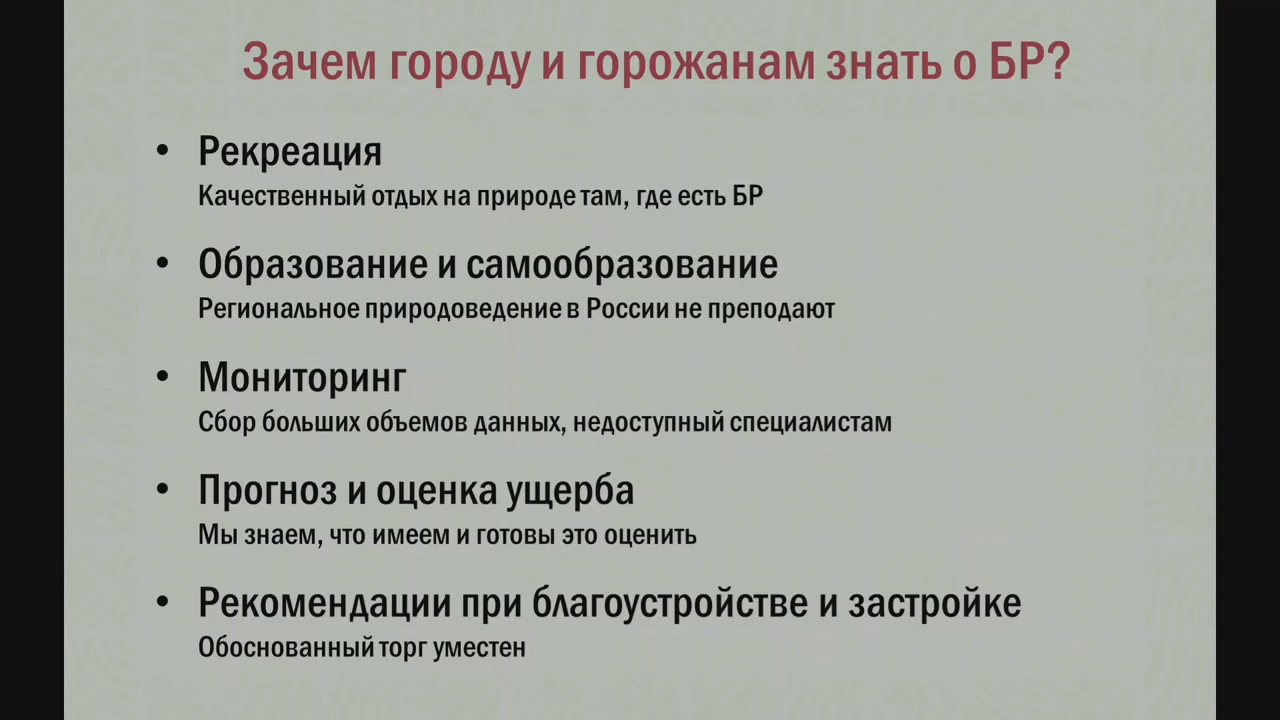 Зачем городу и горожанам знать о БР?
• Рекреация
Качественный отдых на природе там, где есть БР
• Образование и самообразование
Региональное природоведение в России не преподают
• Мониторинг
Сбор больших объемов данных, недоступный специалистам
• Прогноз и оценка ущерба
Мы знаем, что имеем и готовы это оценить
• Рекомендации при благоустройстве и застройке
Обоснованный торг уместен